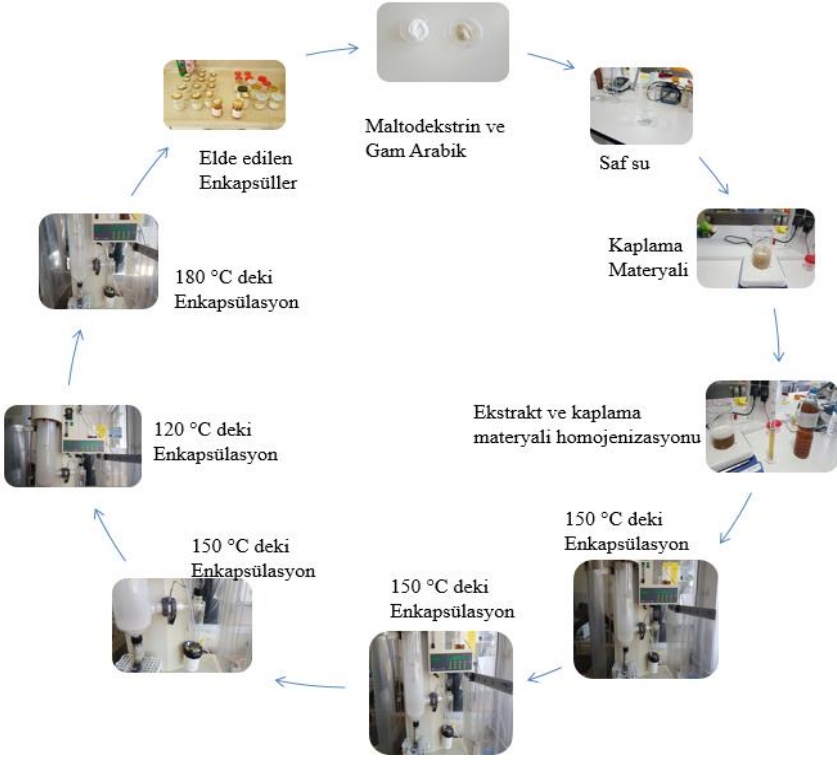 Maltodekstrin ve
Gam Arabik
Saf su
Kaplama
Materyali
Ekstrakt ve kaplama
materyali homojenizasyonu
150 °C deki
Enkapsülasyon
150 °C deki
Enkapsülasyon
150 °C deki
Enkapsülasyon
120 °C deki
Enkapsülasyon
180 °C deki
Enkapsülasyon
Elde edilen
Enkapsüller